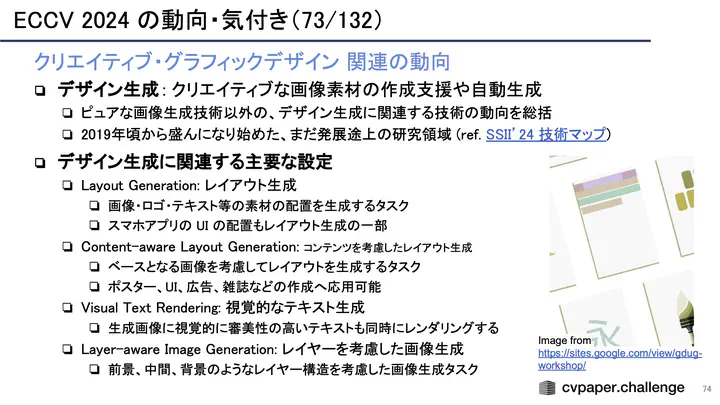 ECCV 2024 の動向・気付き(73/132)
クリエイティブ・グラフィックデザイン 関連の動向
❏ デザイン生成: クリエイティブな画像素材の作成支援や自動生成
❏ ピュアな画像生成技術以外の、デザイン生成に関連する技術の動向を総括
❏ 2019年頃から盛んになり始めた、まだ発展途上の研究領域 (ref. SSII'24 技術マップ)
❏ デザイン生成に関連する主要な設定
❏ Layout Generation: レイアウト生成
❏ 画像・ロゴ・テキスト等の素材の配置を生成するタスク
❏ スマホアプリの UI の配置もレイアウト生成の一部
❏ Content-aware Layout Generation: コンテンツを考慮したレイアウト生成
❏ ベースとなる画像を考慮してレイアウトを生成するタスク
❏ ポスター、UI、広告、雑誌などの作成へ応用可能
❏ Visual Text Rendering: 視覚的なテキスト生成
❏ 生成画像に視覚的に審美性の高いテキストも同時にレンダリングする
❏ Layer-aware Image Generation: レイヤーを考慮した画像生成
❏ 前景、中間、背景のようなレイヤー構造を考慮した画像生成タスク
永
Image from
https://sites.google.com/view/gdug-
workshop/
cvpaper.challenge
74